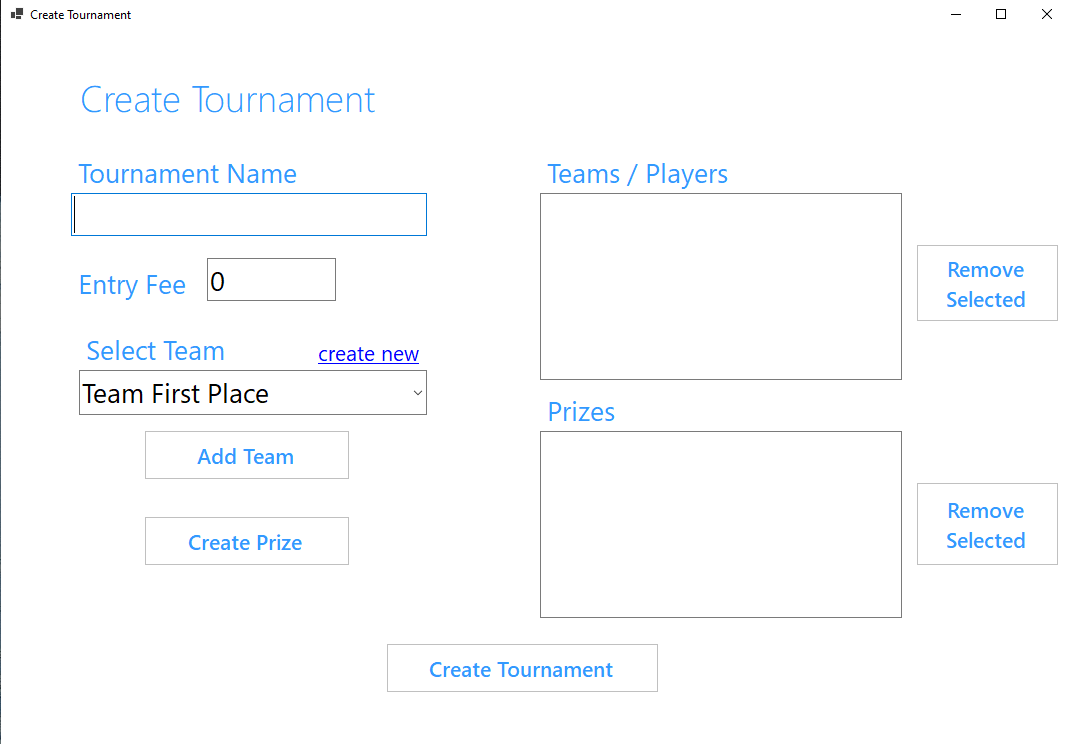 Create Tournament
Create Tournament
Tournament Name
Entry Fee 0
Select Team create new
Team First Place
Add Team
Create Prize
Teams / Players
Remove
Selected
Prizes
Remove
Selected
Create Tournament